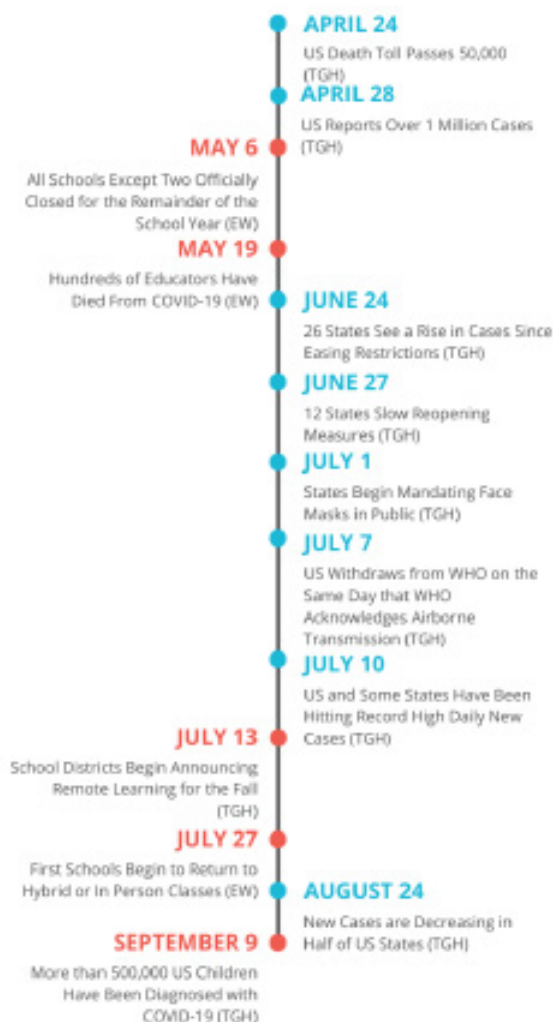 APRIL 24
US Death Toll Passes 50,000
(TGH)
APRIL 28
US Reports Over 1 Million Cases
(TGH)
MAY 6
All Schools Except Two Officially
Closed for the Remainder of the
School Year (EW)
MAY 19
Hundreds of Educators Have
Died From COVID-19 (EW)
JUNE 24
26 States See a Rise in Cases Since
Easing Restrictions (TGH)
JUNE 27
12 States Slow Reopening
Measures (TGH)
JULY 1
States Begin Mandating Face
Masks in Public (TGH)
JULY 7
US Withdraws from WHO on the
Same Day that WHO
Acknowledges Airborne
Transmission (TGH)
JULY 10
US and Some States Have Been
Hitting Record High Daily New
Cases (TGH)
JULY 13
School Districts Begin Announcing
Remote Learning for the Fall
(TGH)
JULY 27
First Schools Begin to Return to
Hybrid or In Person Classes (EW)
AUGUST 24
New Cases are Decreasing in
Half of US States (TGH)
SEPTEMBER 9
More than 500,000 US Children
Have Been Diagnosed with
COVID-19 (TGH)